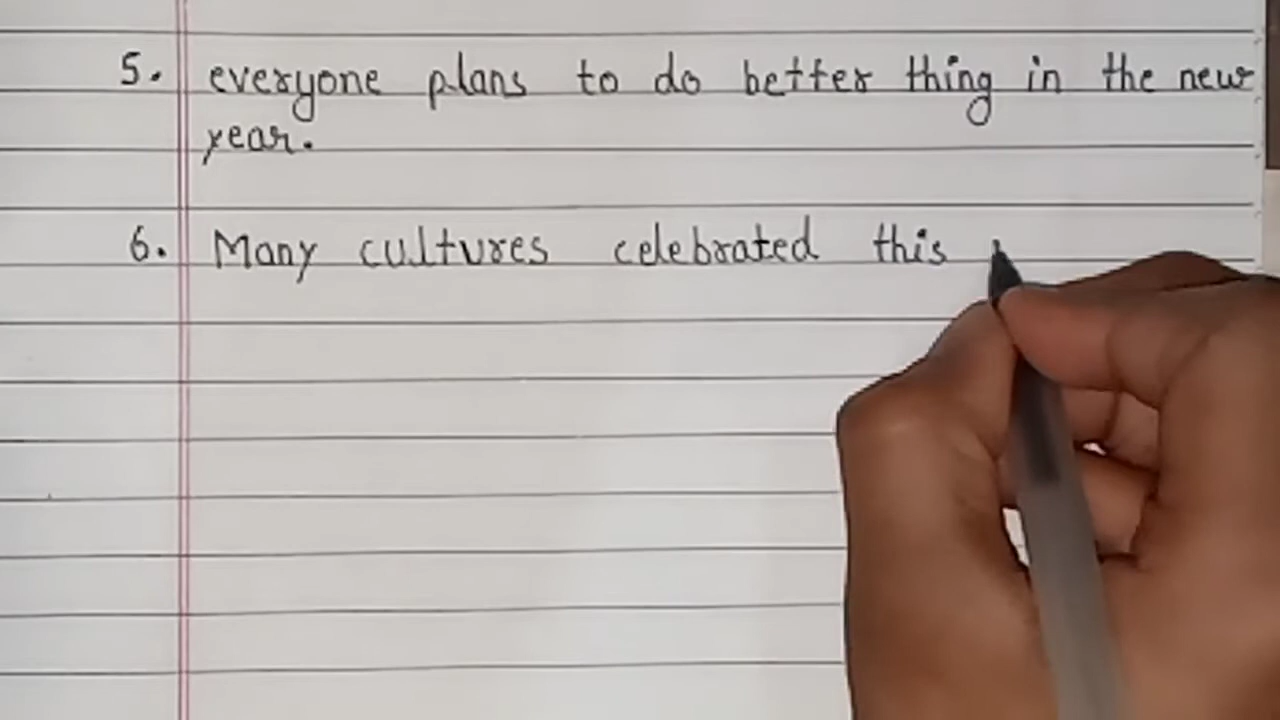 5. everyone plans to do better thing in the new
year.
6. Many cultures celebrated this